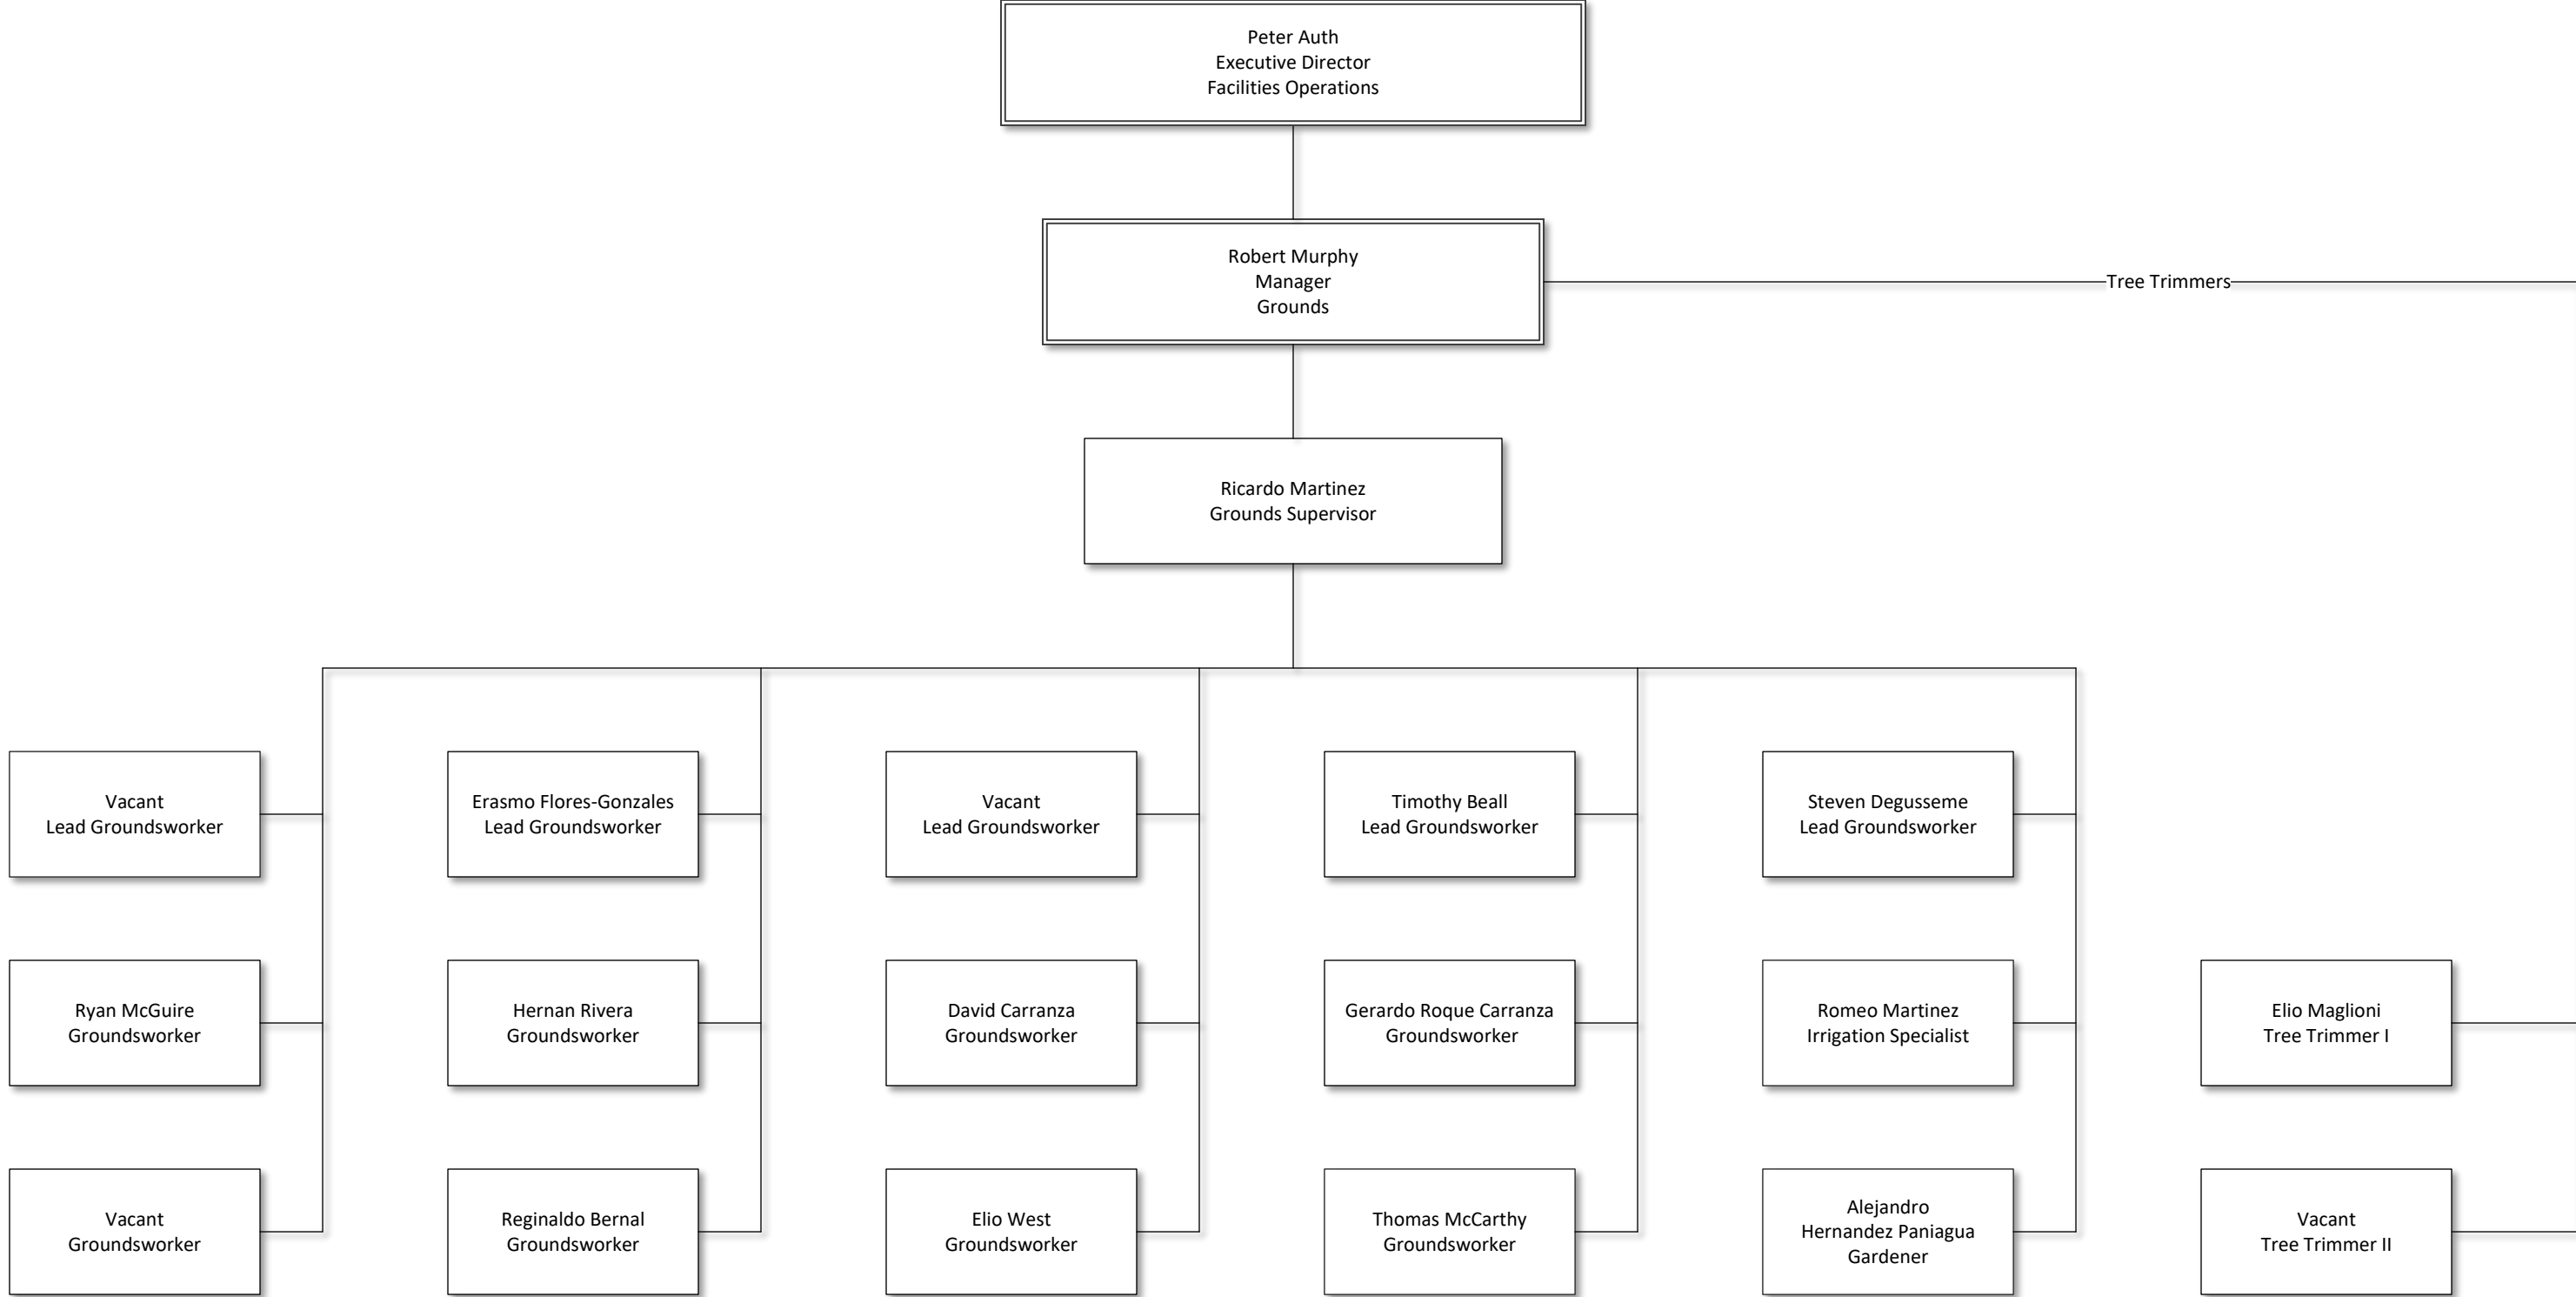 Peter Auth
Executive Director
Facilities Operations
Robert Murphy
Manager
Grounds
Tree Trimmers
Ricardo Martinez
Grounds Supervisor
Vacant
Lead Groundsworker
Erasmo Flores-Gonzales
Lead Groundsworker
Vacant
Lead Groundsworker
Timothy Beall
Lead Groundsworker
Steven Degusseme
Lead Groundsworker
Ryan McGuire
Groundsworker
Hernan Rivera
Groundsworker
David Carranza
Groundsworker
Gerardo Roque Carranza
Groundsworker
Romeo Martinez
Irrigation Specialist
Elio Maglioni
Tree Trimmer I
Vacant
Groundsworker
Reginaldo Bernal
Groundsworker
Elio West
Groundsworker
Thomas McCarthy
Groundsworker
Alejandro
Hernandez Paniagua
Gardener
Vacant
Tree Trimmer II